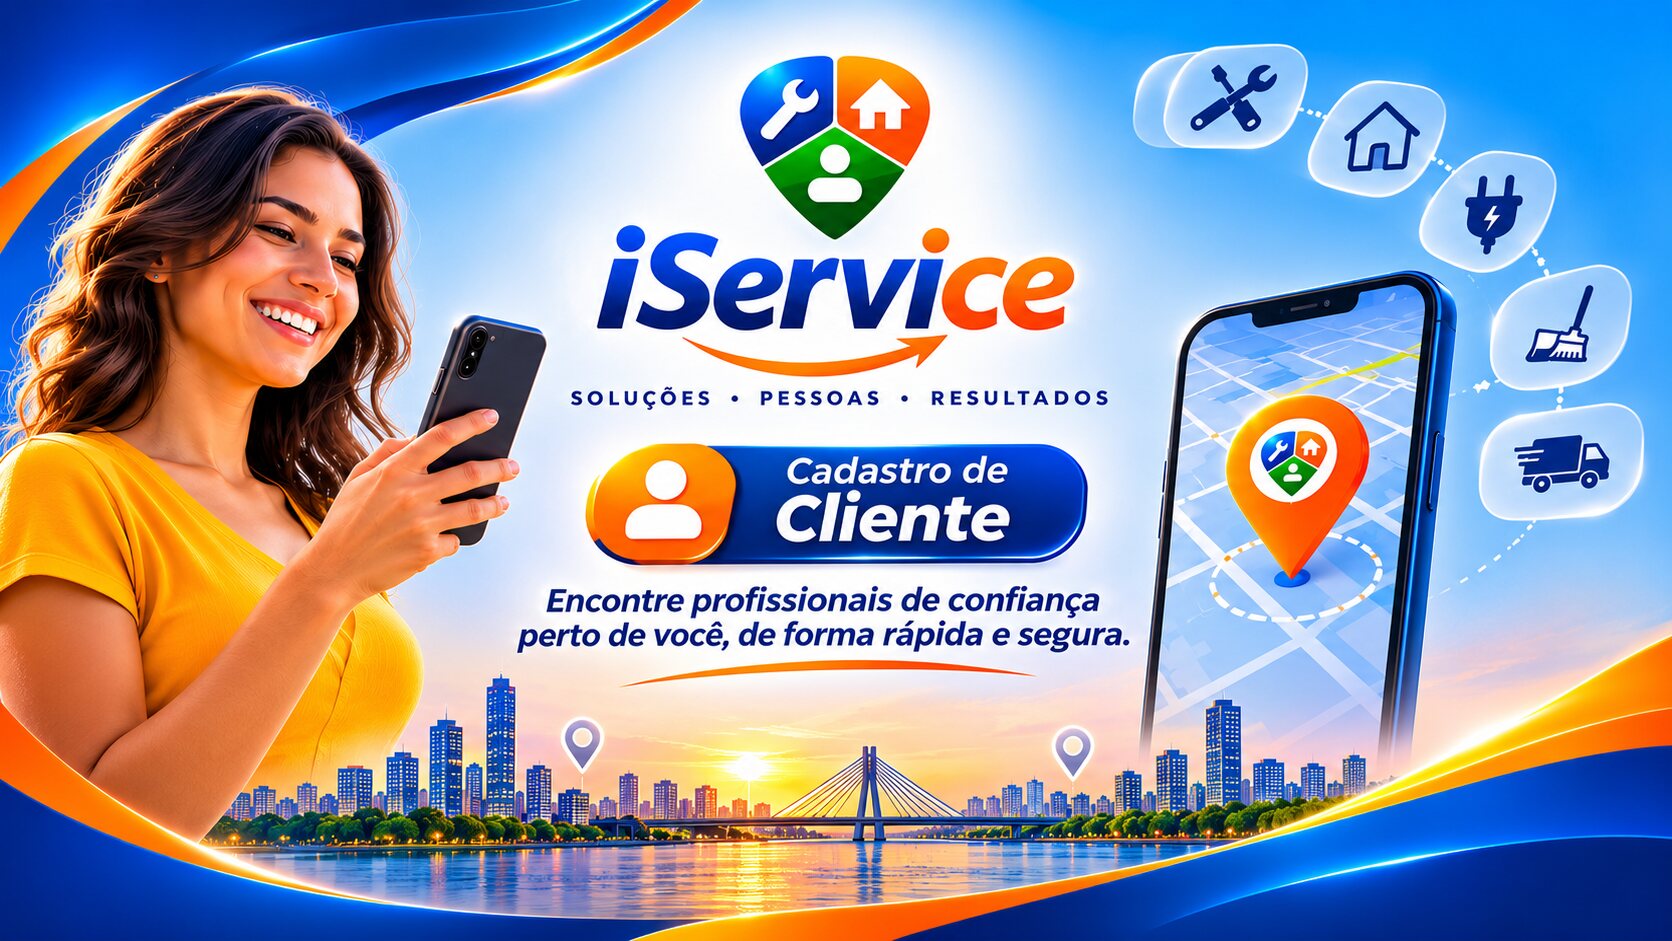 iService
SOLUÇÕES • PESSOAS • RESULTADOS
Cadastro de
Cliente
Encontre profissionais de confiança
perto de você, de forma rápida e segura.